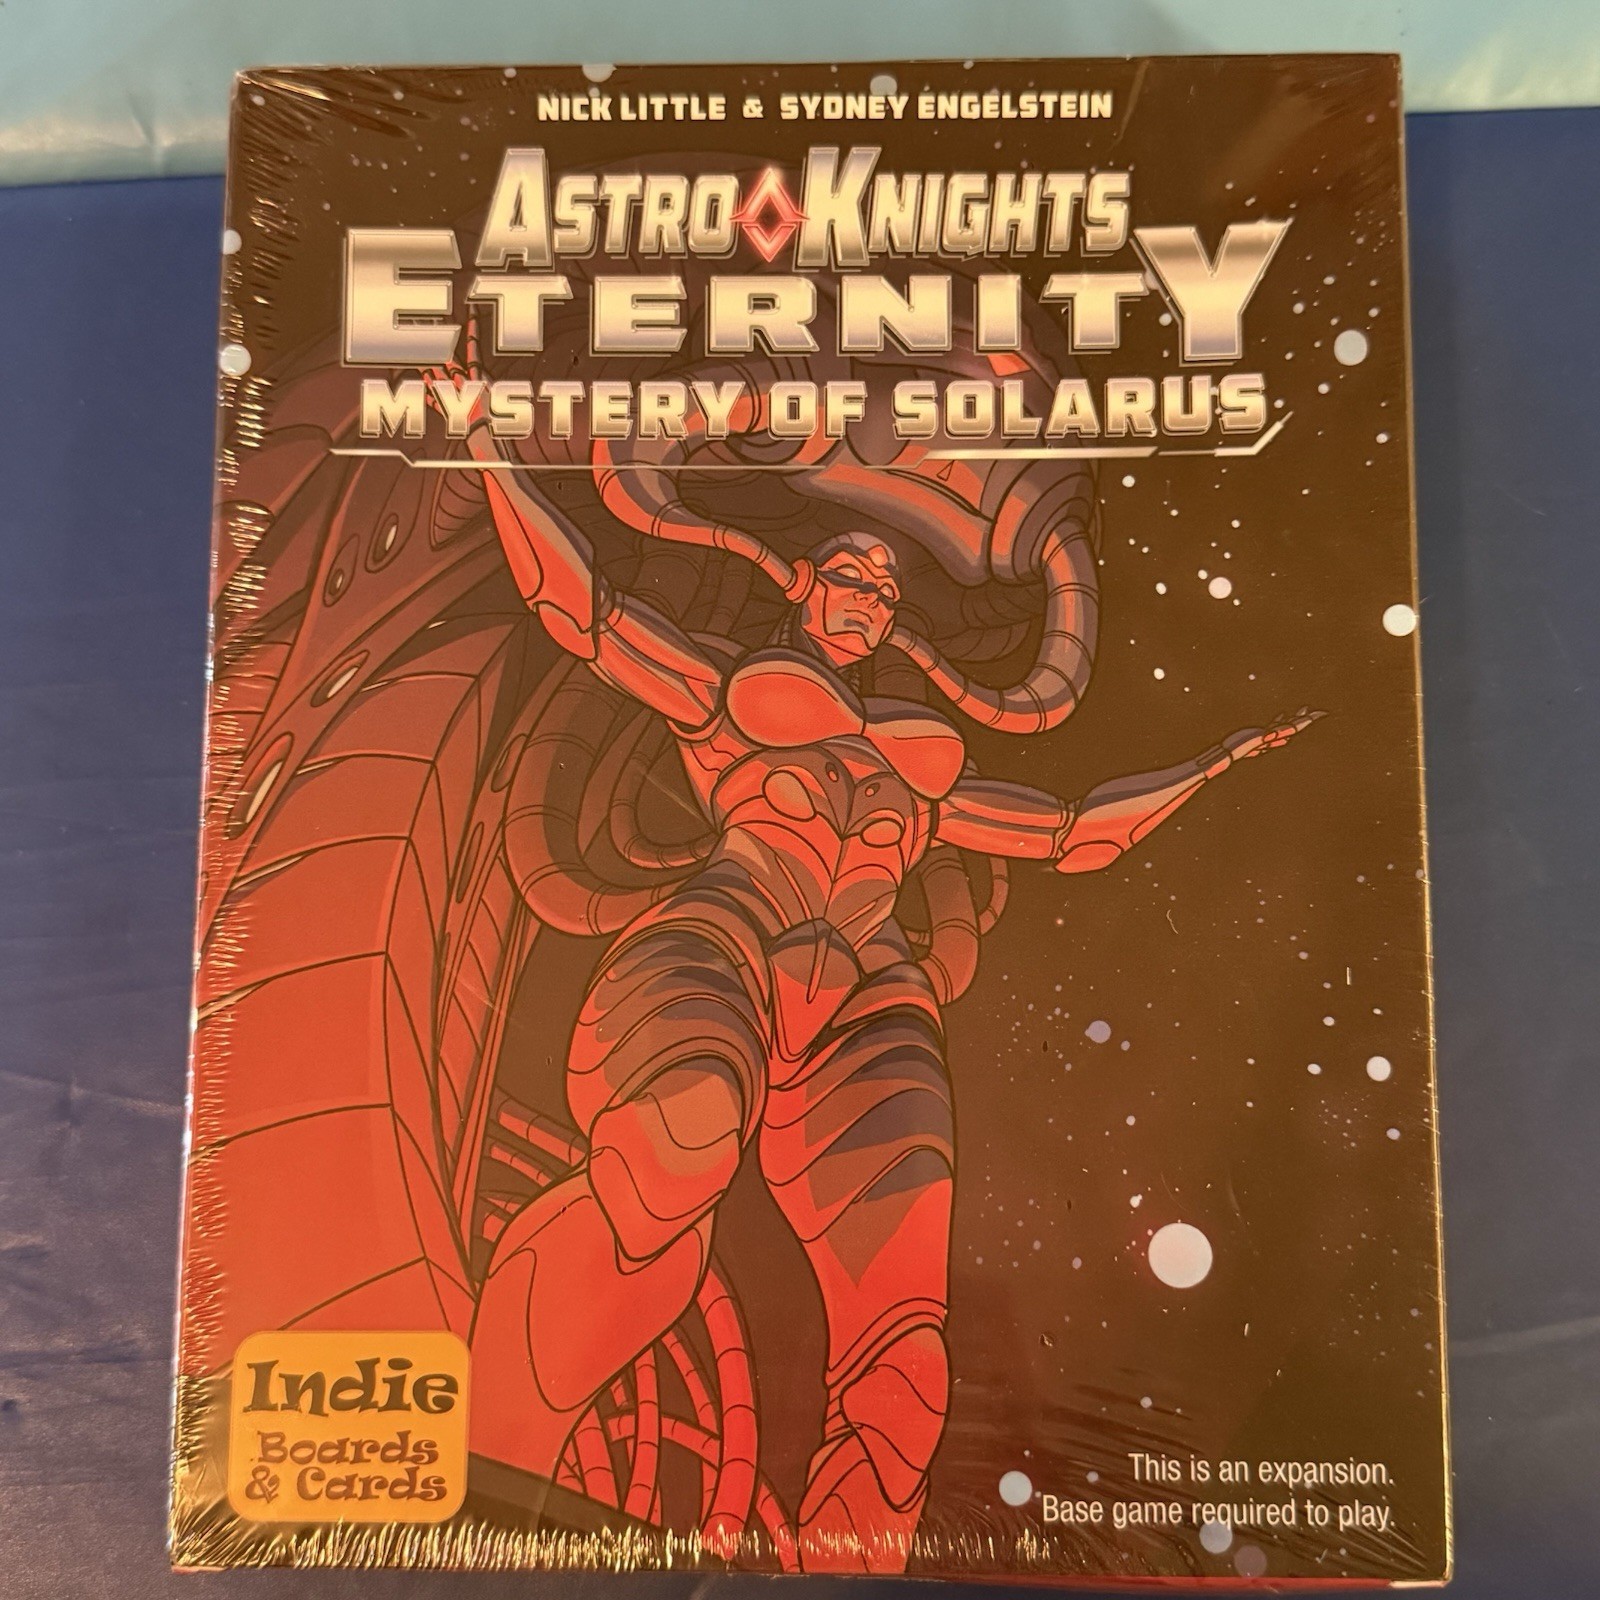 NICK LITTLE & SYDNEY ENGELSTEIN
ASTRO KNIGHTS
ETERNITY
MYSTERY OF SOLARUS
Indie
Boards
& Cards
This is an expansion.
Base game required to play.